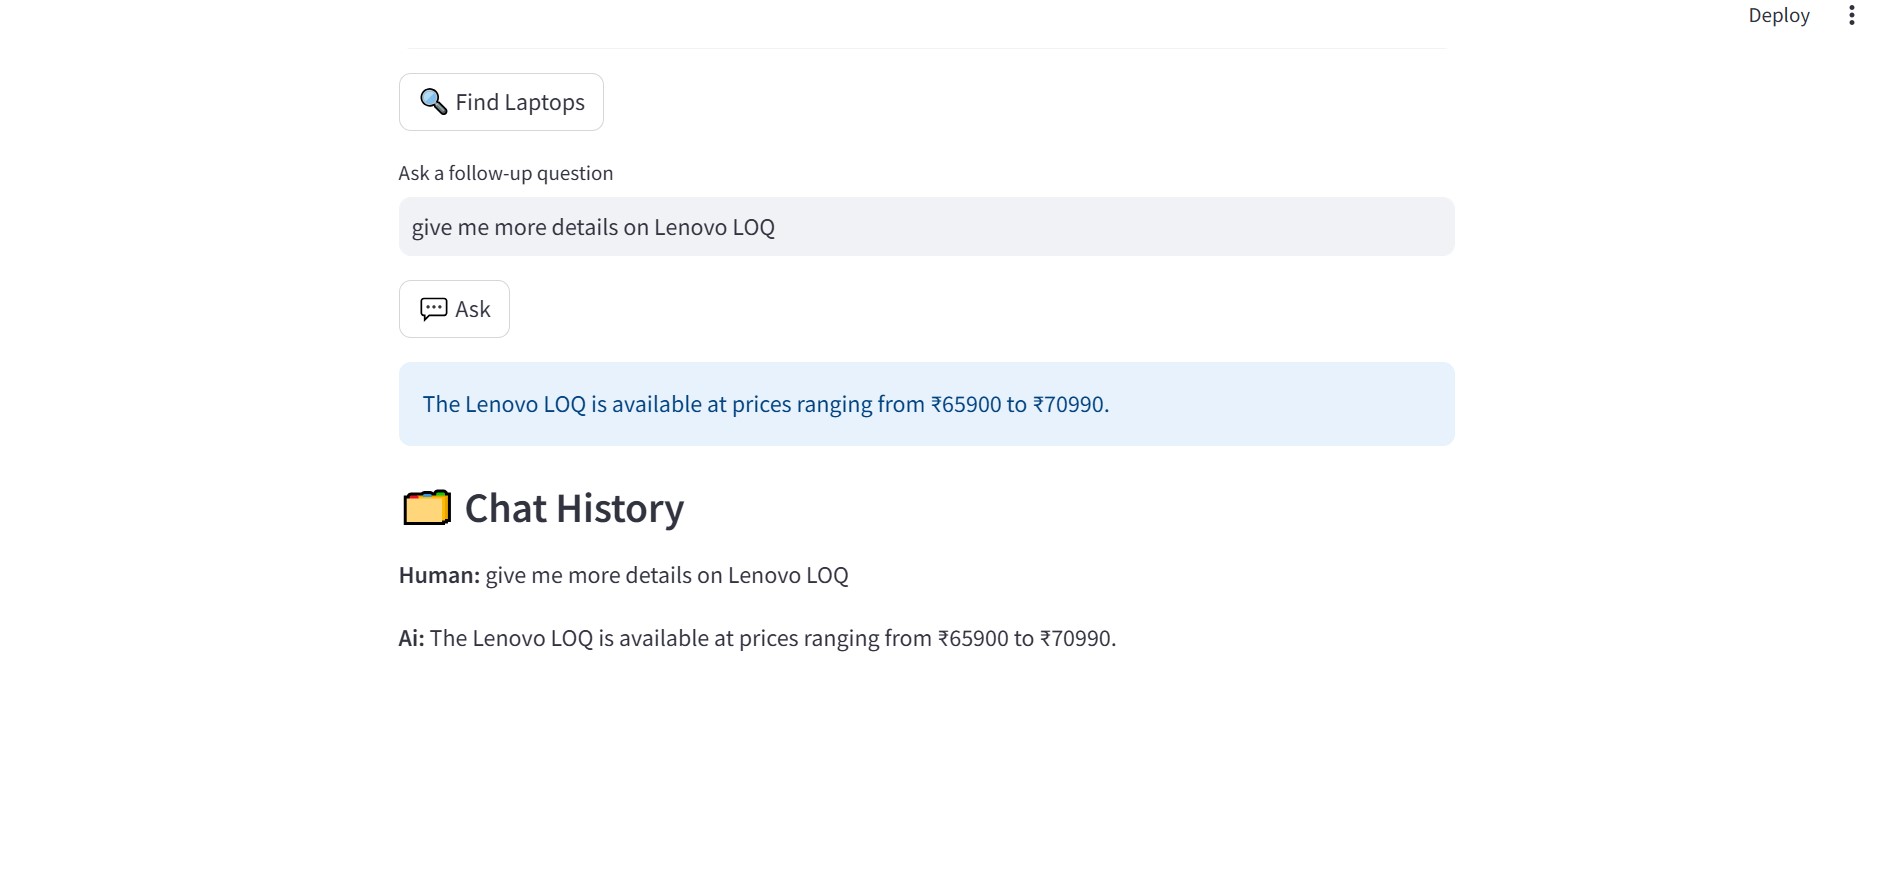 Deploy
🔍 Find Laptops
Ask a follow-up question
give me more details on Lenovo LOQ
💬 Ask
The Lenovo LOQ is available at prices ranging from ₹65900 to ₹70990.
🗂️ Chat History
Human: give me more details on Lenovo LOQ
Ai: The Lenovo LOQ is available at prices ranging from ₹65900 to ₹70990.